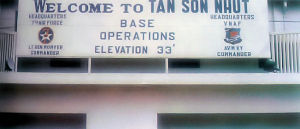 WELCOME TO TAN SON NHUT
HEADQUARTERS
7TH AIR FORCE
COMMANDER
BASE
OPERATIONS
ELEVATION 33'
HEADQUARTERS
VNAF
COMMANDER